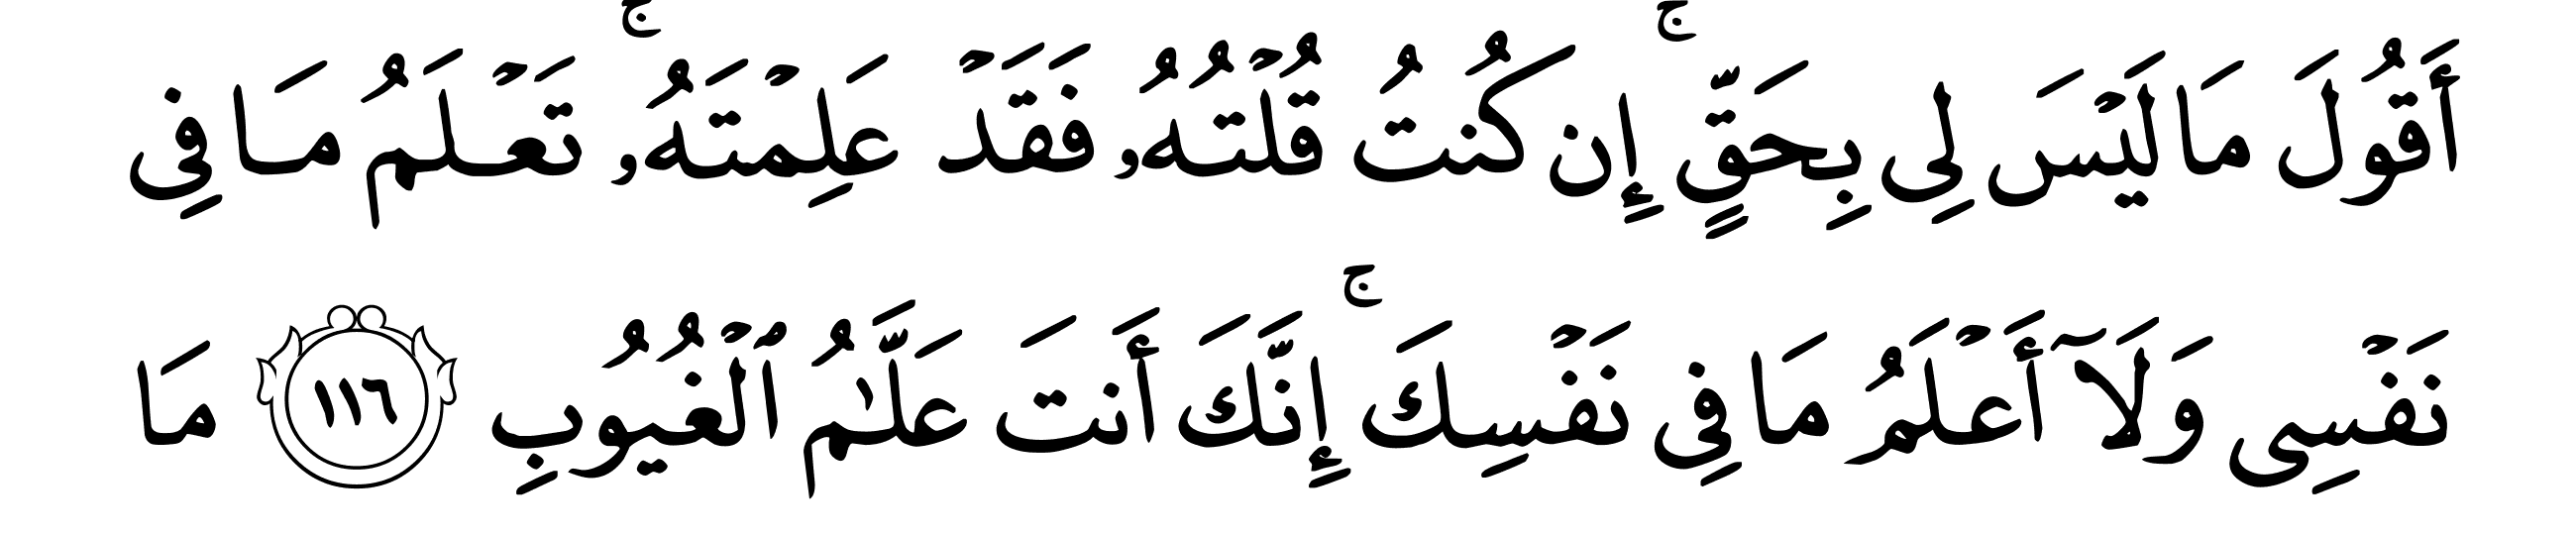 أَقُولَ مَا لَيۡسَ لِي بِحَقٍّۚ إِن كُنتُ قُلۡتُهُۥ فَقَدۡ عَلِمۡتَهُۥۚ تَعۡلَمُ مَا فِي
نَفۡسِي وَلَآ أَعۡلَمُ مَا فِي نَفۡسِكَۚ إِنَّكَ أَنتَ عَلَّٰمُ ٱلۡغُيُوبِ ١١٦ مَا